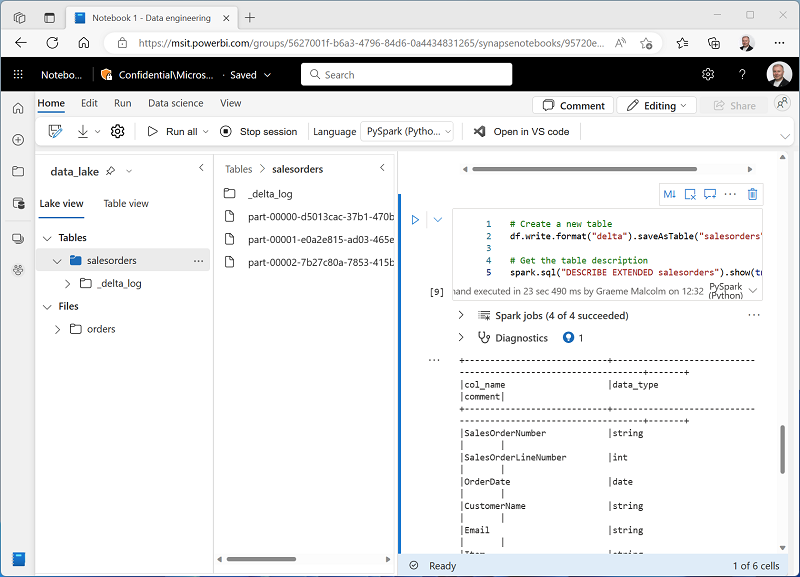 Notebook 1 - Data engineering
https://msit.powerbi.com/groups/5627001f-b6a3-4796-84d6-0a4434831265/synapsenotebooks/95720e...
Notebo... Confidential\Micros... · Saved Search ?
Home Edit Run Data science View Comment Editing Share
Run all Stop session Language PySpark (Pytho... Open in VS code
data_lake
Lake view Table view
Tables
salesorders ...
_delta_log
Files
orders
Tables > salesorders
_delta_log
part-00000-d5013cac-37b1-470b
part-00001-e0a2e815-ad03-465e
part-00002-7b27c80a-7853-415b
M↓ ...
1 # Create a new table
2 df.write.format("delta").saveAsTable("salesorders"
3
4 # Get the table description
5 spark.sql("DESCRIBE EXTENDED salesorders").show(tr
[9] mand executed in 23 sec 490 ms by Graeme Malcolm on 12:32 PySpark (Python)
Spark jobs (4 of 4 succeeded) ...
Diagnostics 1
...
|col_name |data_type
|comment|
|SalesOrderNumber |string
|SalesOrderLineNumber |int
|OrderDate |date
|CustomerName |string
|Email |string
Ready 1 of 6 cells